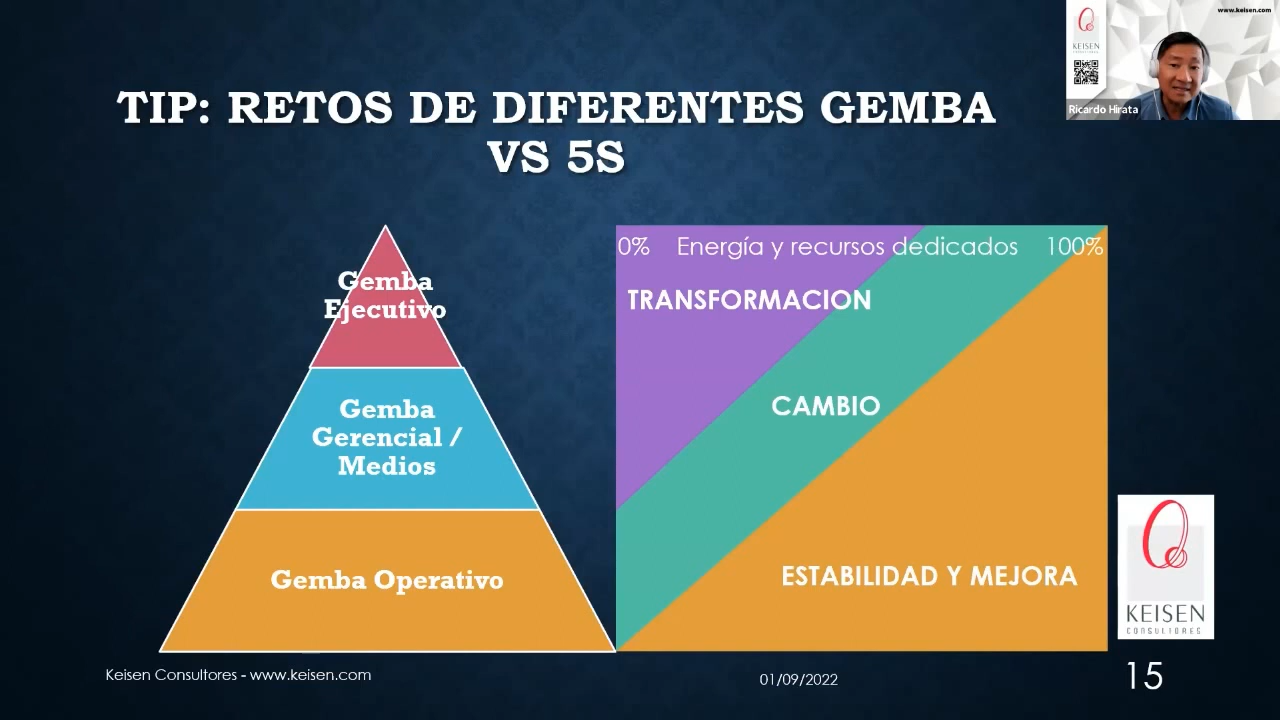 www.keisen.com
KEISEN
Ricardo Hirata
TIP: RETOS DE DIFERENTES GEMBA
VS 5S
Gemba
Ejecutivo
Gemba
Gerencial /
Medios
Gemba Operativo
0% Energía y recursos dedicados 100%
TRANSFORMACION
CAMBIO
ESTABILIDAD Y MEJORA
KEISEN
CONSULTORES
Keisen Consultores - www.keisen.com
01/09/2022
15